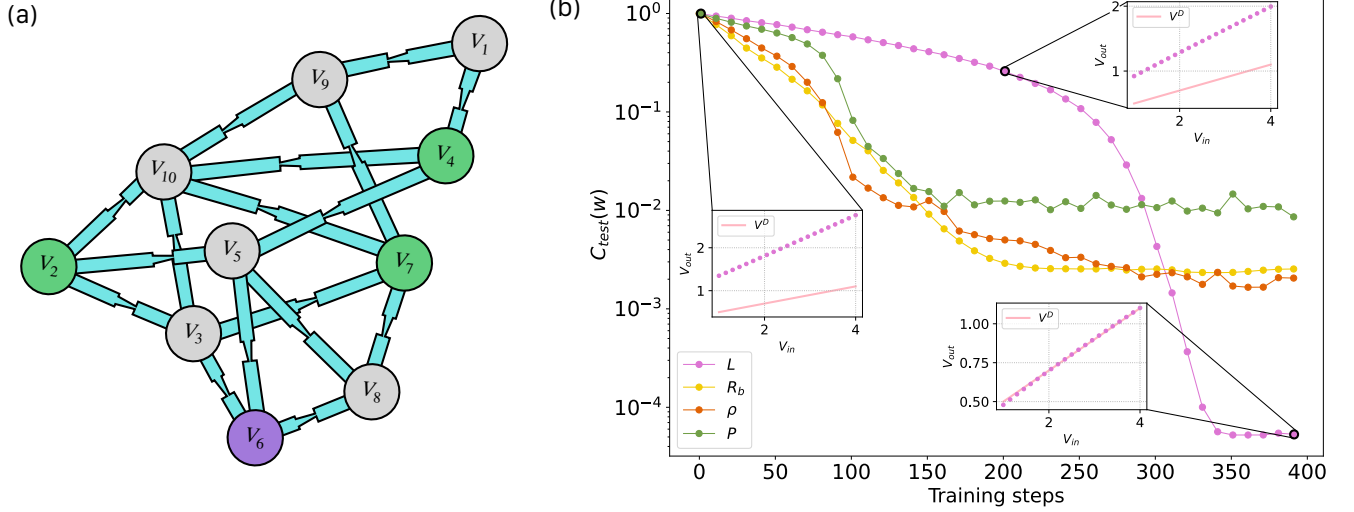 (a)
V1
V9
V4
V10
V5
V2
V7
V3
V8
V6
(b)
10^0
10^-1
10^-2
10^-3
10^-4
C_test(w)
0 50 100 150 200 250 300 350 400
Training steps
L
R_b
ρ
P
V^D
V_out
2
1
2 4
V_in
V^D
V_out
2
1
2 4
V_in
V^D
V_out
1.00
0.75
0.50
2 4
V_in